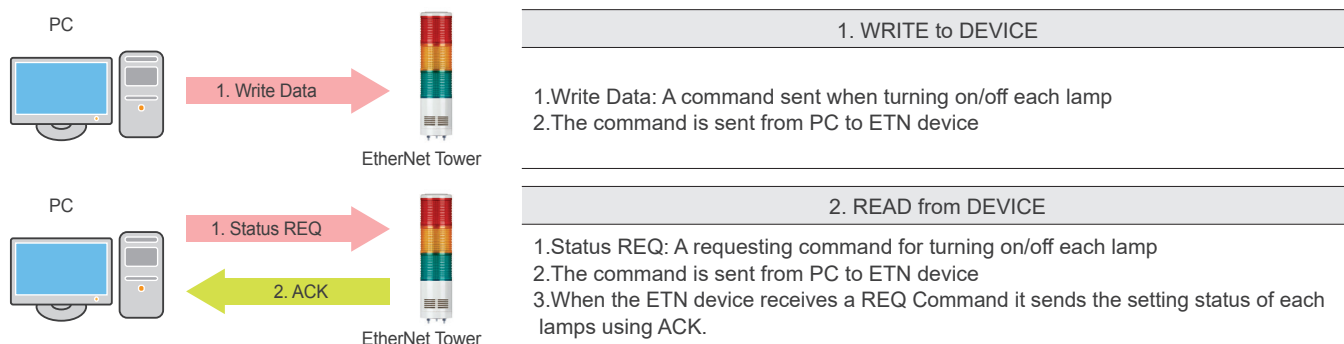 PC
1. Write Data
EtherNet Tower
1. WRITE to DEVICE
1.Write Data: A command sent when turning on/off each lamp
2.The command is sent from PC to ETN device
PC
1. Status REQ
2. ACK
EtherNet Tower
2. READ from DEVICE
1.Status REQ: A requesting command for turning on/off each lamp
2.The command is sent from PC to ETN device
3.When the ETN device receives a REQ Command it sends the setting status of each
lamps using ACK.